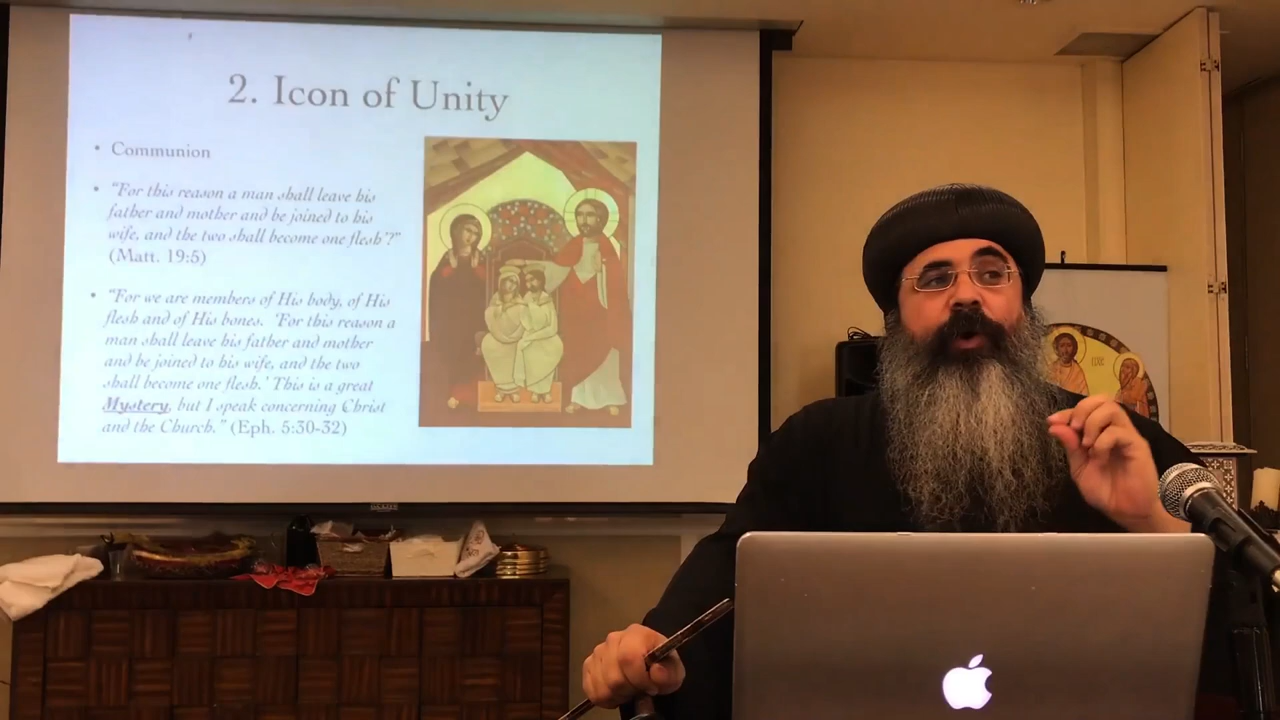 2. Icon of Unity
• Communion
• "For this reason a man shall leave his
father and mother and be joined to his
wife, and the two shall become one flesh'?"
(Matt. 19:5)
• "For we are members of His body, of His
flesh and of His bones. 'For this reason a
man shall leave his father and mother
and be joined to his wife, and the two
shall become one flesh.' This is a great
Mystery, but I speak concerning Christ
and the Church." (Eph. 5:30-32)